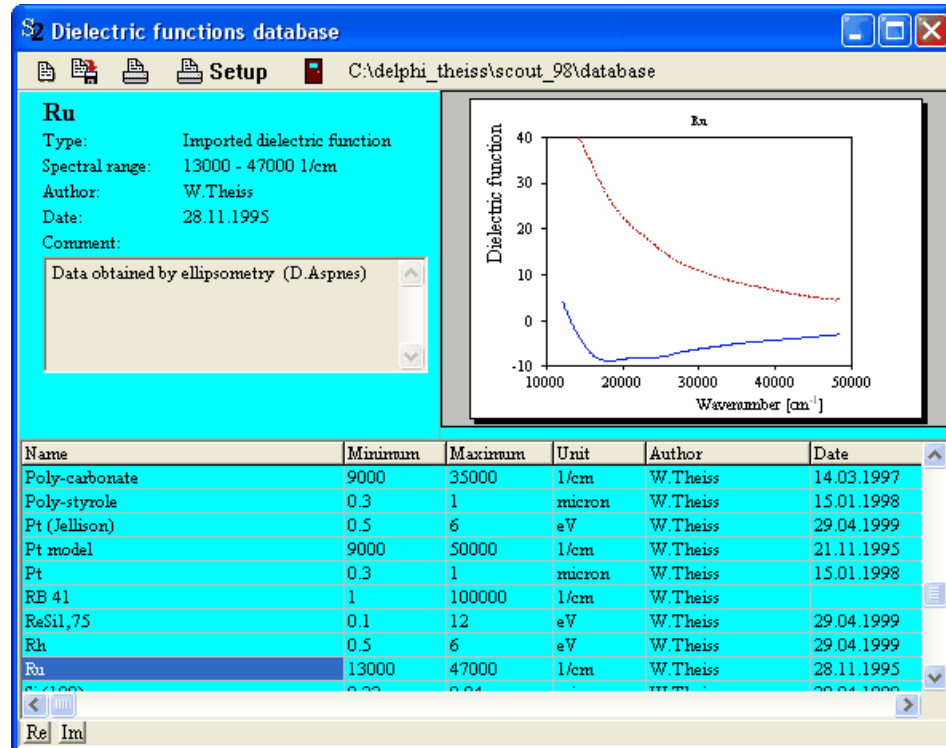 S2 Dielectric functions database
Setup C:\delphi_theiss\scout_98\database
Ru
Type: Imported dielectric function
Spectral range: 13000 - 47000 1/cm
Author: W.Theiss
Date: 28.11.1995
Comment:
Data obtained by ellipsometry (D.Aspnes)
Ru
Dielectric function
40
30
20
10
0
-10
10000 20000 30000 40000 50000
Wavenumber [cm⁻¹]
Name Minimum Maximum Unit Author Date
Poly-carbonate 9000 35000 1/cm W.Theiss 14.03.1997
Poly-styrole 0.3 1 micron W.Theiss 15.01.1998
Pt (Jellison) 0.5 6 eV W.Theiss 29.04.1999
Pt model 9000 50000 1/cm W.Theiss 21.11.1995
Pt 0.3 1 micron W.Theiss 15.01.1998
RB 41 1 100000 1/cm W.Theiss
ReSi1,75 0.1 12 eV W.Theiss 29.04.1999
Rh 0.5 6 eV W.Theiss 29.04.1999
Ru 13000 47000 1/cm W.Theiss 28.11.1995
Re Im